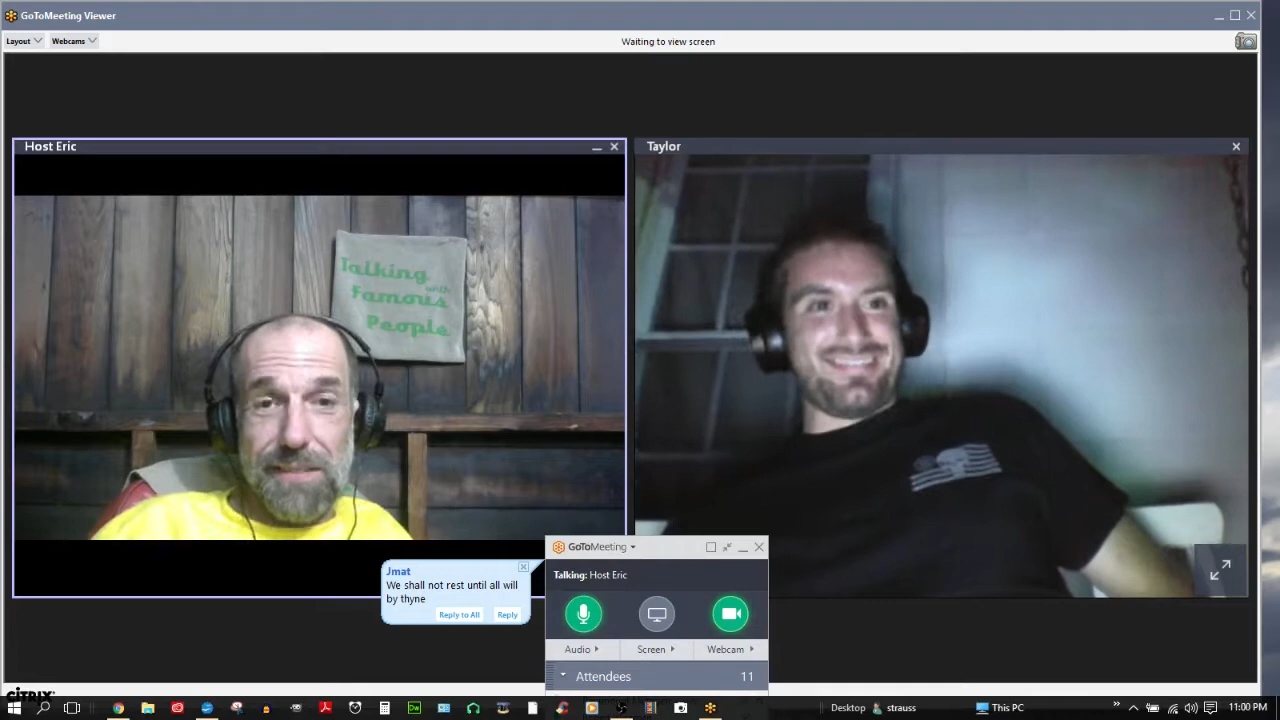 GoToMeeting Viewer
Layout
Webcams
Waiting to view screen
Host Eric
Taylor
Talking
with
Famous
People
Jmat
We shall not rest until all will
by thyne
Reply to All
Reply
GoToMeeting
Talking: Host Eric
Audio
Screen
Webcam
Attendees 11
CITRIX
Desktop
strauss
This PC
11:00 PM